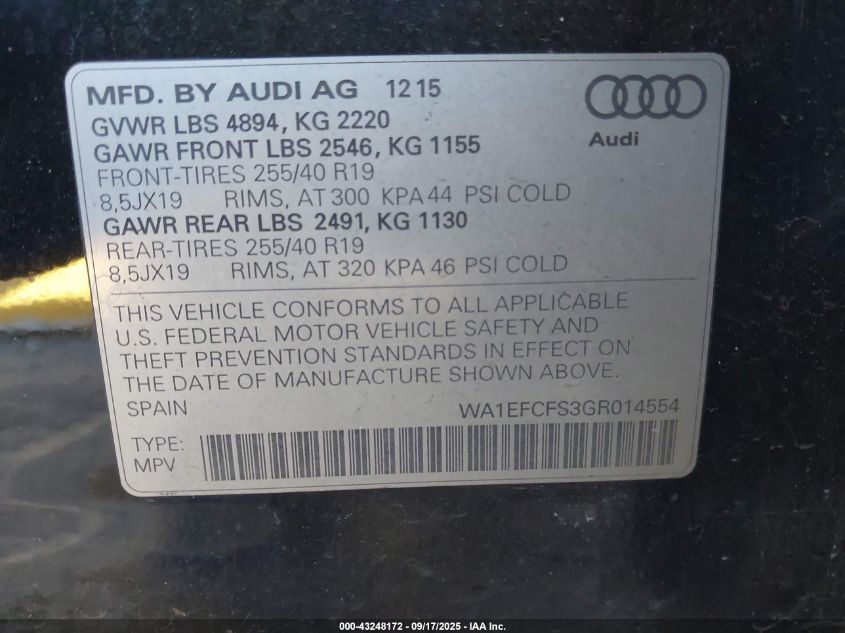 MFD. BY AUDI AG 12 15
Audi
GVWR LBS 4894, KG 2220
GAWR FRONT LBS 2546, KG 1155
FRONT-TIRES 255/40 R19
8,5JX19 RIMS, AT 300 KPA 44 PSI COLD
GAWR REAR LBS 2491, KG 1130
REAR-TIRES 255/40 R19
8,5JX19 RIMS, AT 320 KPA 46 PSI COLD
THIS VEHICLE CONFORMS TO ALL APPLICABLE
U.S. FEDERAL MOTOR VEHICLE SAFETY AND
THEFT PREVENTION STANDARDS IN EFFECT ON
THE DATE OF MANUFACTURE SHOWN ABOVE.
SPAIN WA1EFCFS3GR014554
TYPE:
MPV
000-43248172 - 09/17/2025 - IAA Inc.